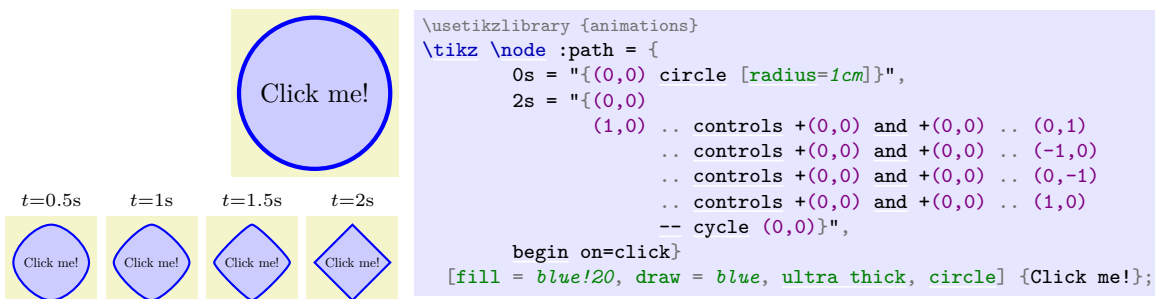 Click me!
t=0.5s t=1s t=1.5s t=2s
Click me! Click me! Click me! Click me!
\usetikzlibrary {animations}
\tikz \node :path = {
0s = "{(0,0) circle [radius=1cm]}",
2s = "{(0,0)
(1,0) .. controls +(0,0) and +(0,0) .. (0,1)
.. controls +(0,0) and +(0,0) .. (-1,0)
.. controls +(0,0) and +(0,0) .. (0,-1)
.. controls +(0,0) and +(0,0) .. (1,0)
-- cycle (0,0)}",
begin on=click}
[fill = blue!20, draw = blue, ultra thick, circle] {Click me!};